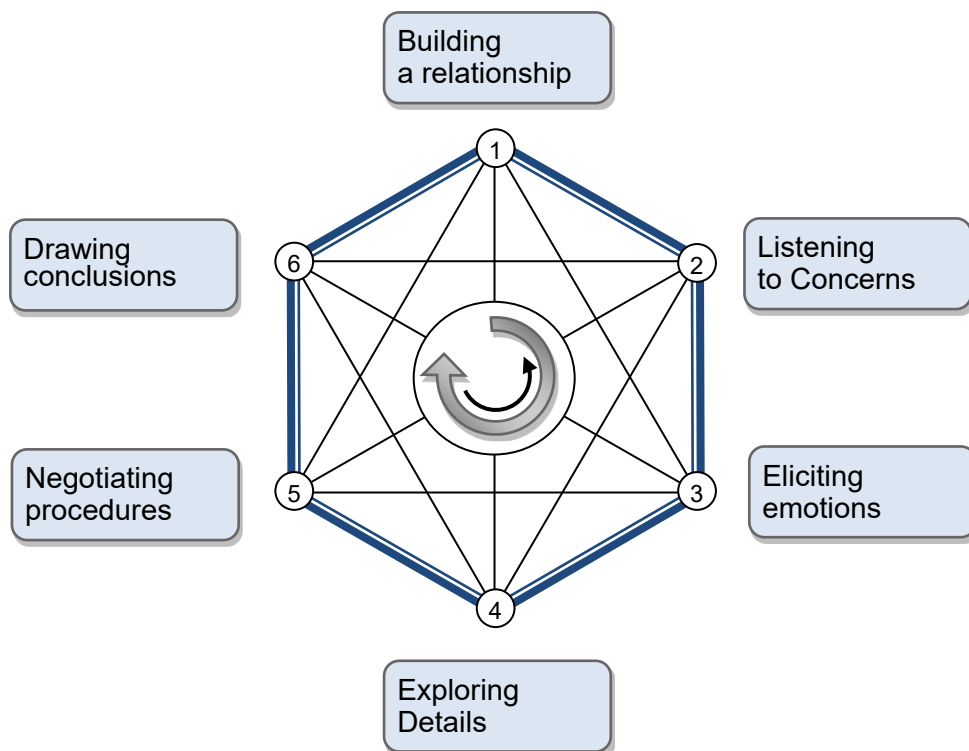 Building
a relationship
1
Drawing
conclusions
6
2
Listening
to Concerns
Negotiating
procedures
5
3
Eliciting
emotions
4
Exploring
Details